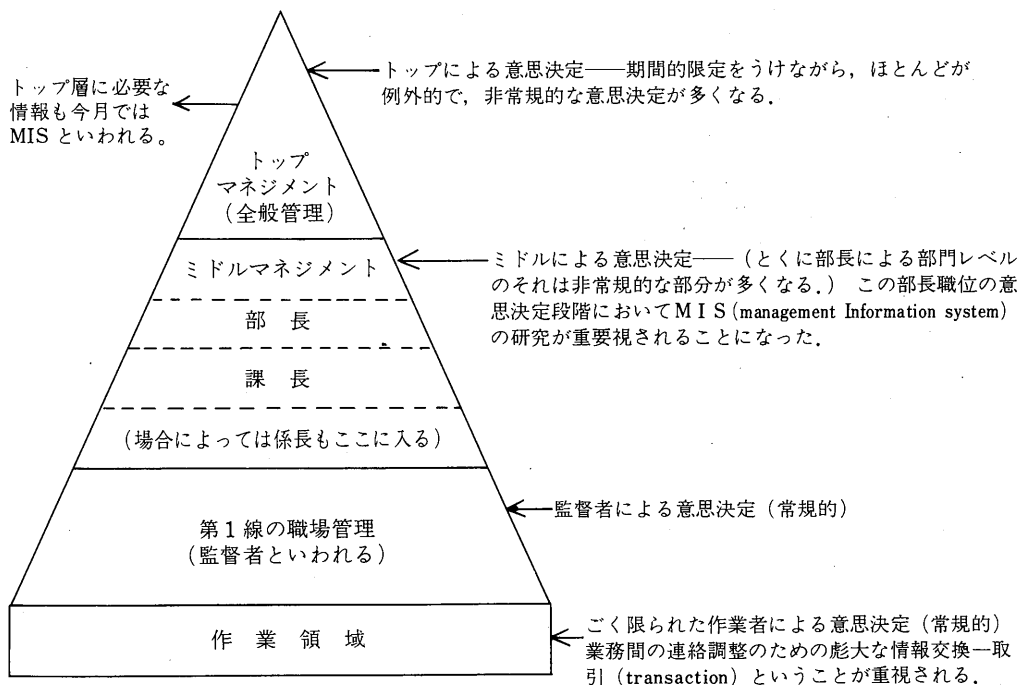 トップ層に必要な
情報も今月では
MISといわれる。
トップによる意思決定――期間的限定をうけながら，ほとんどが
例外的で，非常規的な意思決定が多くなる．
トップ
マネジメント
（全般管理）
ミドルマネジメント
ミドルによる意思決定――（とくに部長による部門レベル
のそれは非常規的な部分が多くなる．） この部長職位の意
思決定段階においてＭＩＳ(management Information system)
の研究が重要視されることになった．
部 長
課 長
（場合によっては係長もここに入る）
第１線の職場管理
（監督者といわれる）
監督者による意思決定（常規的）
作 業 領 域
ごく限られた作業者による意思決定（常規的）
業務間の連絡調整のための彪大な情報交換―取
引（transaction）ということが重視される．